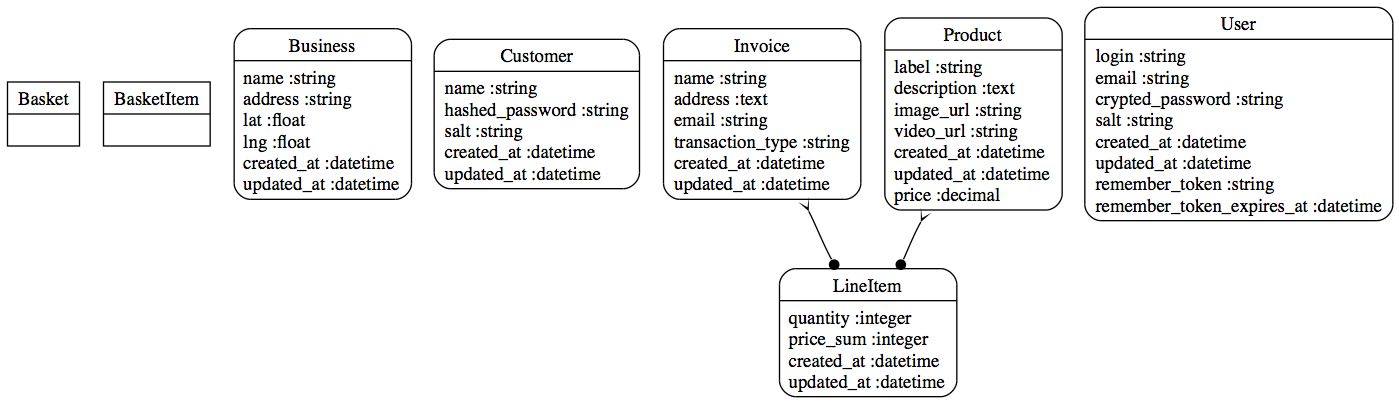 Basket
BasketItem
Business
name :string
address :string
lat :float
lng :float
created_at :datetime
updated_at :datetime
Customer
name :string
hashed_password :string
salt :string
created_at :datetime
updated_at :datetime
Invoice
name :string
address :text
email :string
transaction_type :string
created_at :datetime
updated_at :datetime
Product
label :string
description :text
image_url :string
video_url :string
created_at :datetime
updated_at :datetime
price :decimal
User
login :string
email :string
crypted_password :string
salt :string
created_at :datetime
updated_at :datetime
remember_token :string
remember_token_expires_at :datetime
LineItem
quantity :integer
price_sum :integer
created_at :datetime
updated_at :datetime